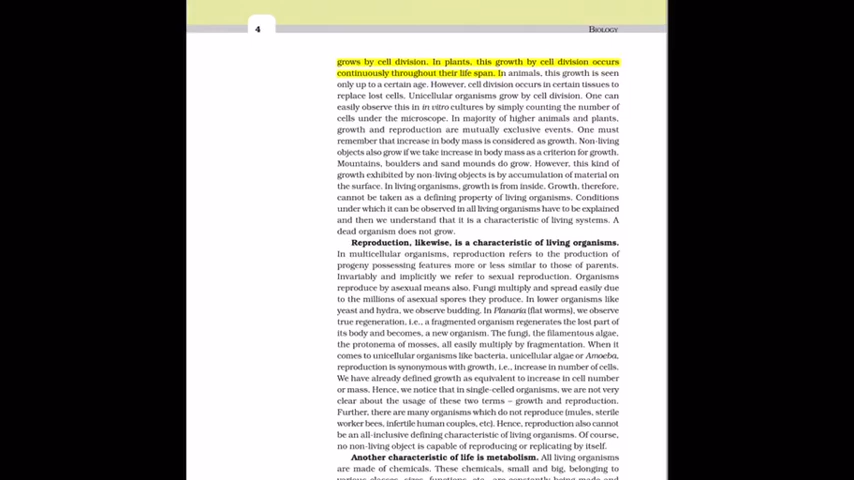 4
BIOLOGY
grows by cell division. In plants, this growth by cell division occurs
continuously throughout their life span. In animals, this growth is seen
only up to a certain age. However, cell division occurs in certain tissues to
replace lost cells. Unicellular organisms grow by cell division. One can
easily observe this in in vitro cultures by simply counting the number of
cells under the microscope. In majority of higher animals and plants,
growth and reproduction are mutually exclusive events. One must
remember that increase in body mass is considered as growth. Non-living
objects also grow if we take increase in body mass as a criterion for growth.
Mountains, boulders and sand mounds do grow. However, this kind of
growth exhibited by non-living objects is by accumulation of material on
the surface. In living organisms, growth is from inside. Growth, therefore,
cannot be taken as a defining property of living organisms. Conditions
under which it can be observed in all living organisms have to be explained
and then we understand that it is a characteristic of living systems. A
dead organism does not grow.
Reproduction, likewise, is a characteristic of living organisms.
In multicellular organisms, reproduction refers to the production of
progeny possessing features more or less similar to those of parents.
Invariably and implicitly we refer to sexual reproduction. Organisms
reproduce by asexual means also. Fungi multiply and spread easily due
to the millions of asexual spores they produce. In lower organisms like
yeast and hydra, we observe budding. In Planaria (flat worms), we observe
true regeneration, i.e., a fragmented organism regenerates the lost part of
its body and becomes, a new organism. The fungi, the filamentous algae,
the protonema of mosses, all easily multiply by fragmentation. When it
comes to unicellular organisms like bacteria, unicellular algae or Amoeba,
reproduction is synonymous with growth, i.e., increase in number of cells.
We have already defined growth as equivalent to increase in cell number
or mass. Hence, we notice that in single-celled organisms, we are not very
clear about the usage of these two terms – growth and reproduction.
Further, there are many organisms which do not reproduce (mules, sterile
worker bees, infertile human couples, etc). Hence, reproduction also cannot
be an all-inclusive defining characteristic of living organisms. Of course,
no non-living object is capable of reproducing or replicating by itself.
Another characteristic of life is metabolism. All living organisms
are made of chemicals. These chemicals, small and big, belonging to
various classes, sizes, functions, etc., are constantly being made and